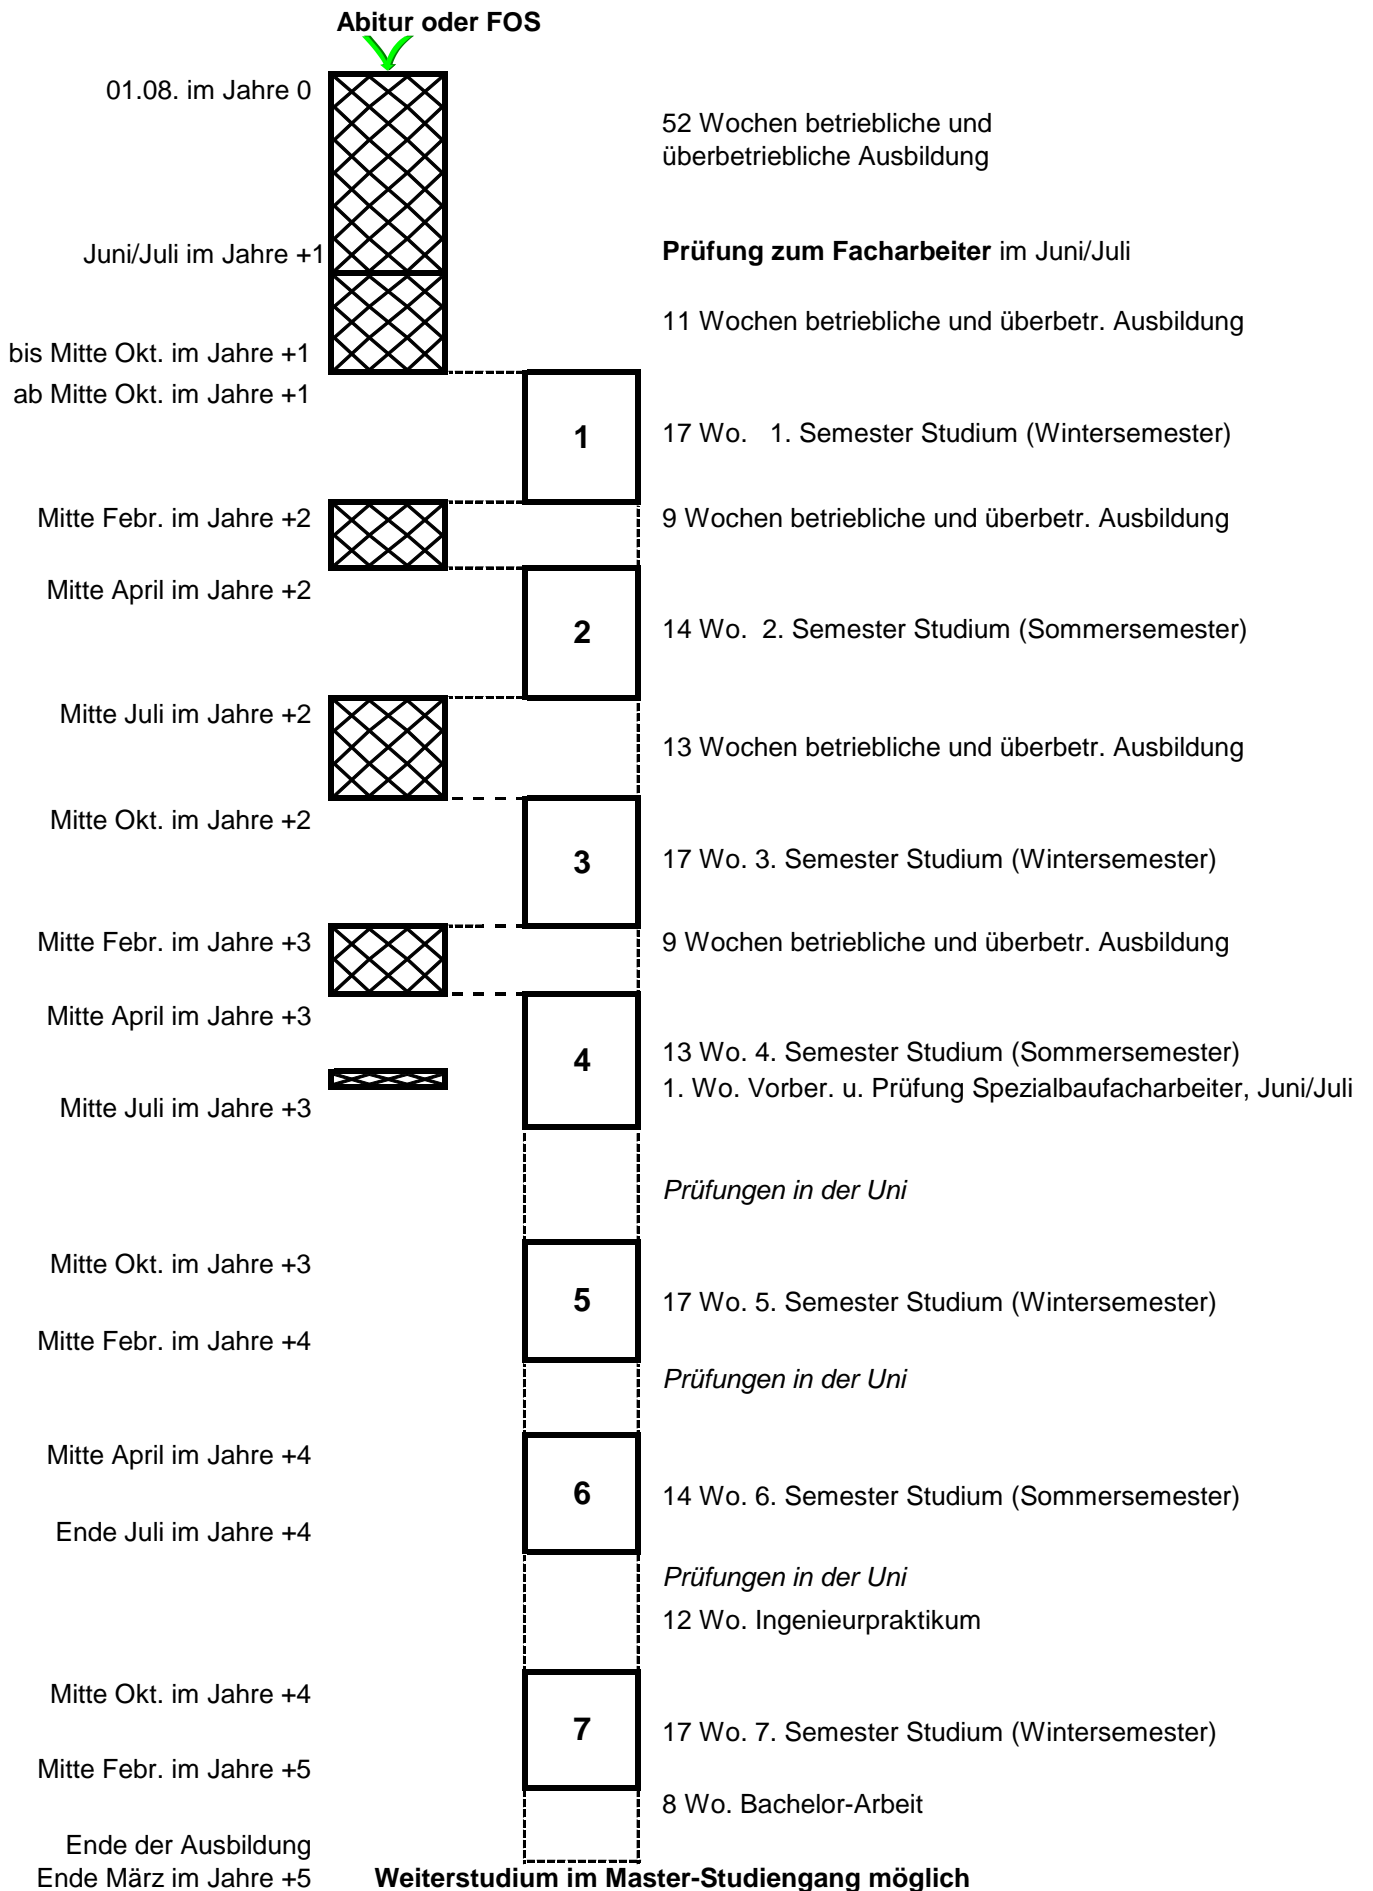 Abitur oder FOS
01.08. im Jahre 0
52 Wochen betriebliche und
überbetriebliche Ausbildung
Juni/Juli im Jahre +1
Prüfung zum Facharbeiter im Juni/Juli
11 Wochen betriebliche und überbetr. Ausbildung
bis Mitte Okt. im Jahre +1
ab Mitte Okt. im Jahre +1
1
17 Wo. 1. Semester Studium (Wintersemester)
Mitte Febr. im Jahre +2
9 Wochen betriebliche und überbetr. Ausbildung
Mitte April im Jahre +2
2
14 Wo. 2. Semester Studium (Sommersemester)
Mitte Juli im Jahre +2
13 Wochen betriebliche und überbetr. Ausbildung
Mitte Okt. im Jahre +2
3
17 Wo. 3. Semester Studium (Wintersemester)
Mitte Febr. im Jahre +3
9 Wochen betriebliche und überbetr. Ausbildung
Mitte April im Jahre +3
4
13 Wo. 4. Semester Studium (Sommersemester)
1. Wo. Vorber. u. Prüfung Spezialbaufacharbeiter, Juni/Juli
Mitte Juli im Jahre +3
Prüfungen in der Uni
Mitte Okt. im Jahre +3
5
17 Wo. 5. Semester Studium (Wintersemester)
Mitte Febr. im Jahre +4
Prüfungen in der Uni
Mitte April im Jahre +4
6
14 Wo. 6. Semester Studium (Sommersemester)
Ende Juli im Jahre +4
Prüfungen in der Uni
12 Wo. Ingenieurpraktikum
Mitte Okt. im Jahre +4
7
17 Wo. 7. Semester Studium (Wintersemester)
Mitte Febr. im Jahre +5
8 Wo. Bachelor-Arbeit
Ende der Ausbildung
Ende März im Jahre +5
Weiterstudium im Master-Studiengang möglich